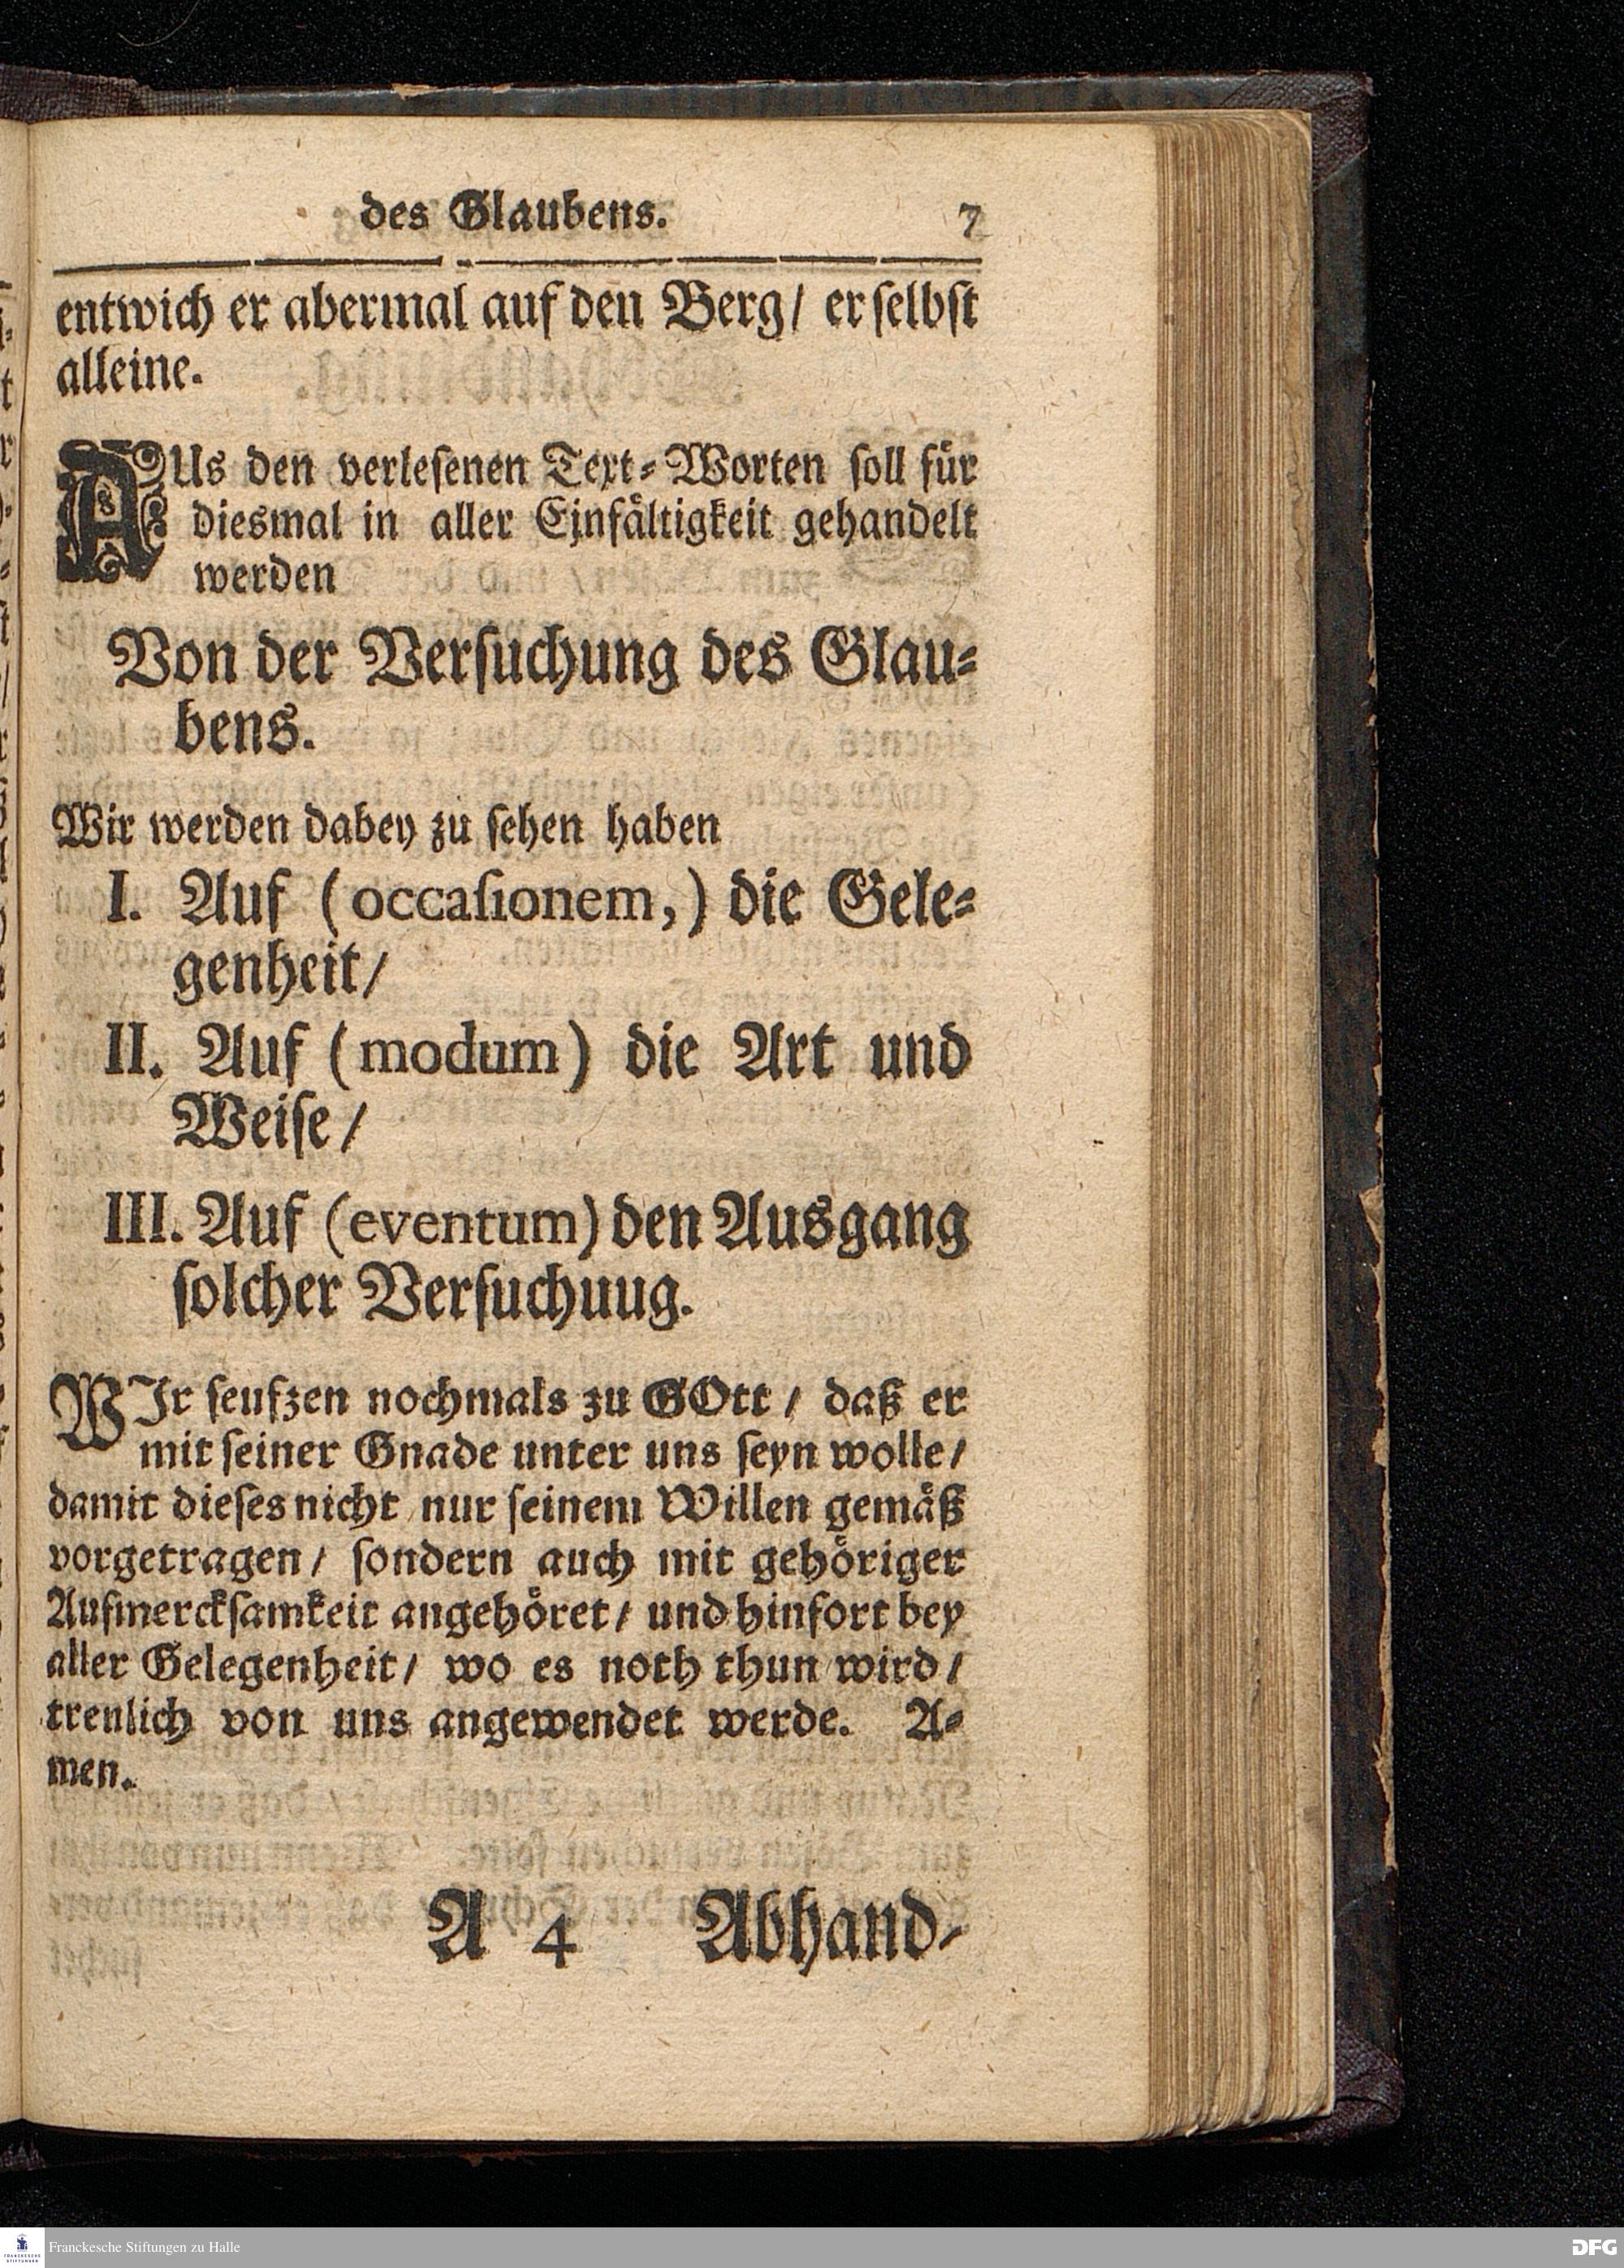 des Glaubens. 7
entwich er abermal auf den Berg/ er ſelbſt
alleine.
AUs den verleſenen Text-Worten ſoll für
diesmal in aller Einfältigkeit gehandelt
werden
Von der Verſuchung des Glau-
bens.
Wir werden dabey zu ſehen haben
I. Auf (occaſionem,) die Gele-
genheit/
II. Auf (modum) die Art und
Weiſe/
III. Auf (eventum) den Ausgang
ſolcher Verſuchuug.
WIr ſeufzen nochmals zu GOtt/ daß er
mit ſeiner Gnade unter uns ſeyn wolle/
damit dieſes nicht nur ſeinem Willen gemäß
vorgetragen/ ſondern auch mit gehöriger
Aufmerckſamkeit angehöret/ und hinfort bey
aller Gelegenheit/ wo es noth thun wird/
trenlich von uns angewendet werde. A-
men.
A 4 Abhand-
Franckesche Stiftungen zu Halle
DFG